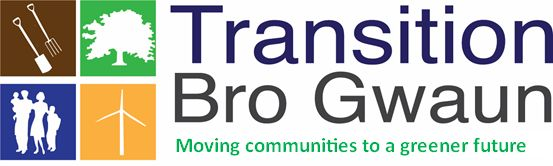 Transition
Bro Gwaun
Moving communities to a greener future